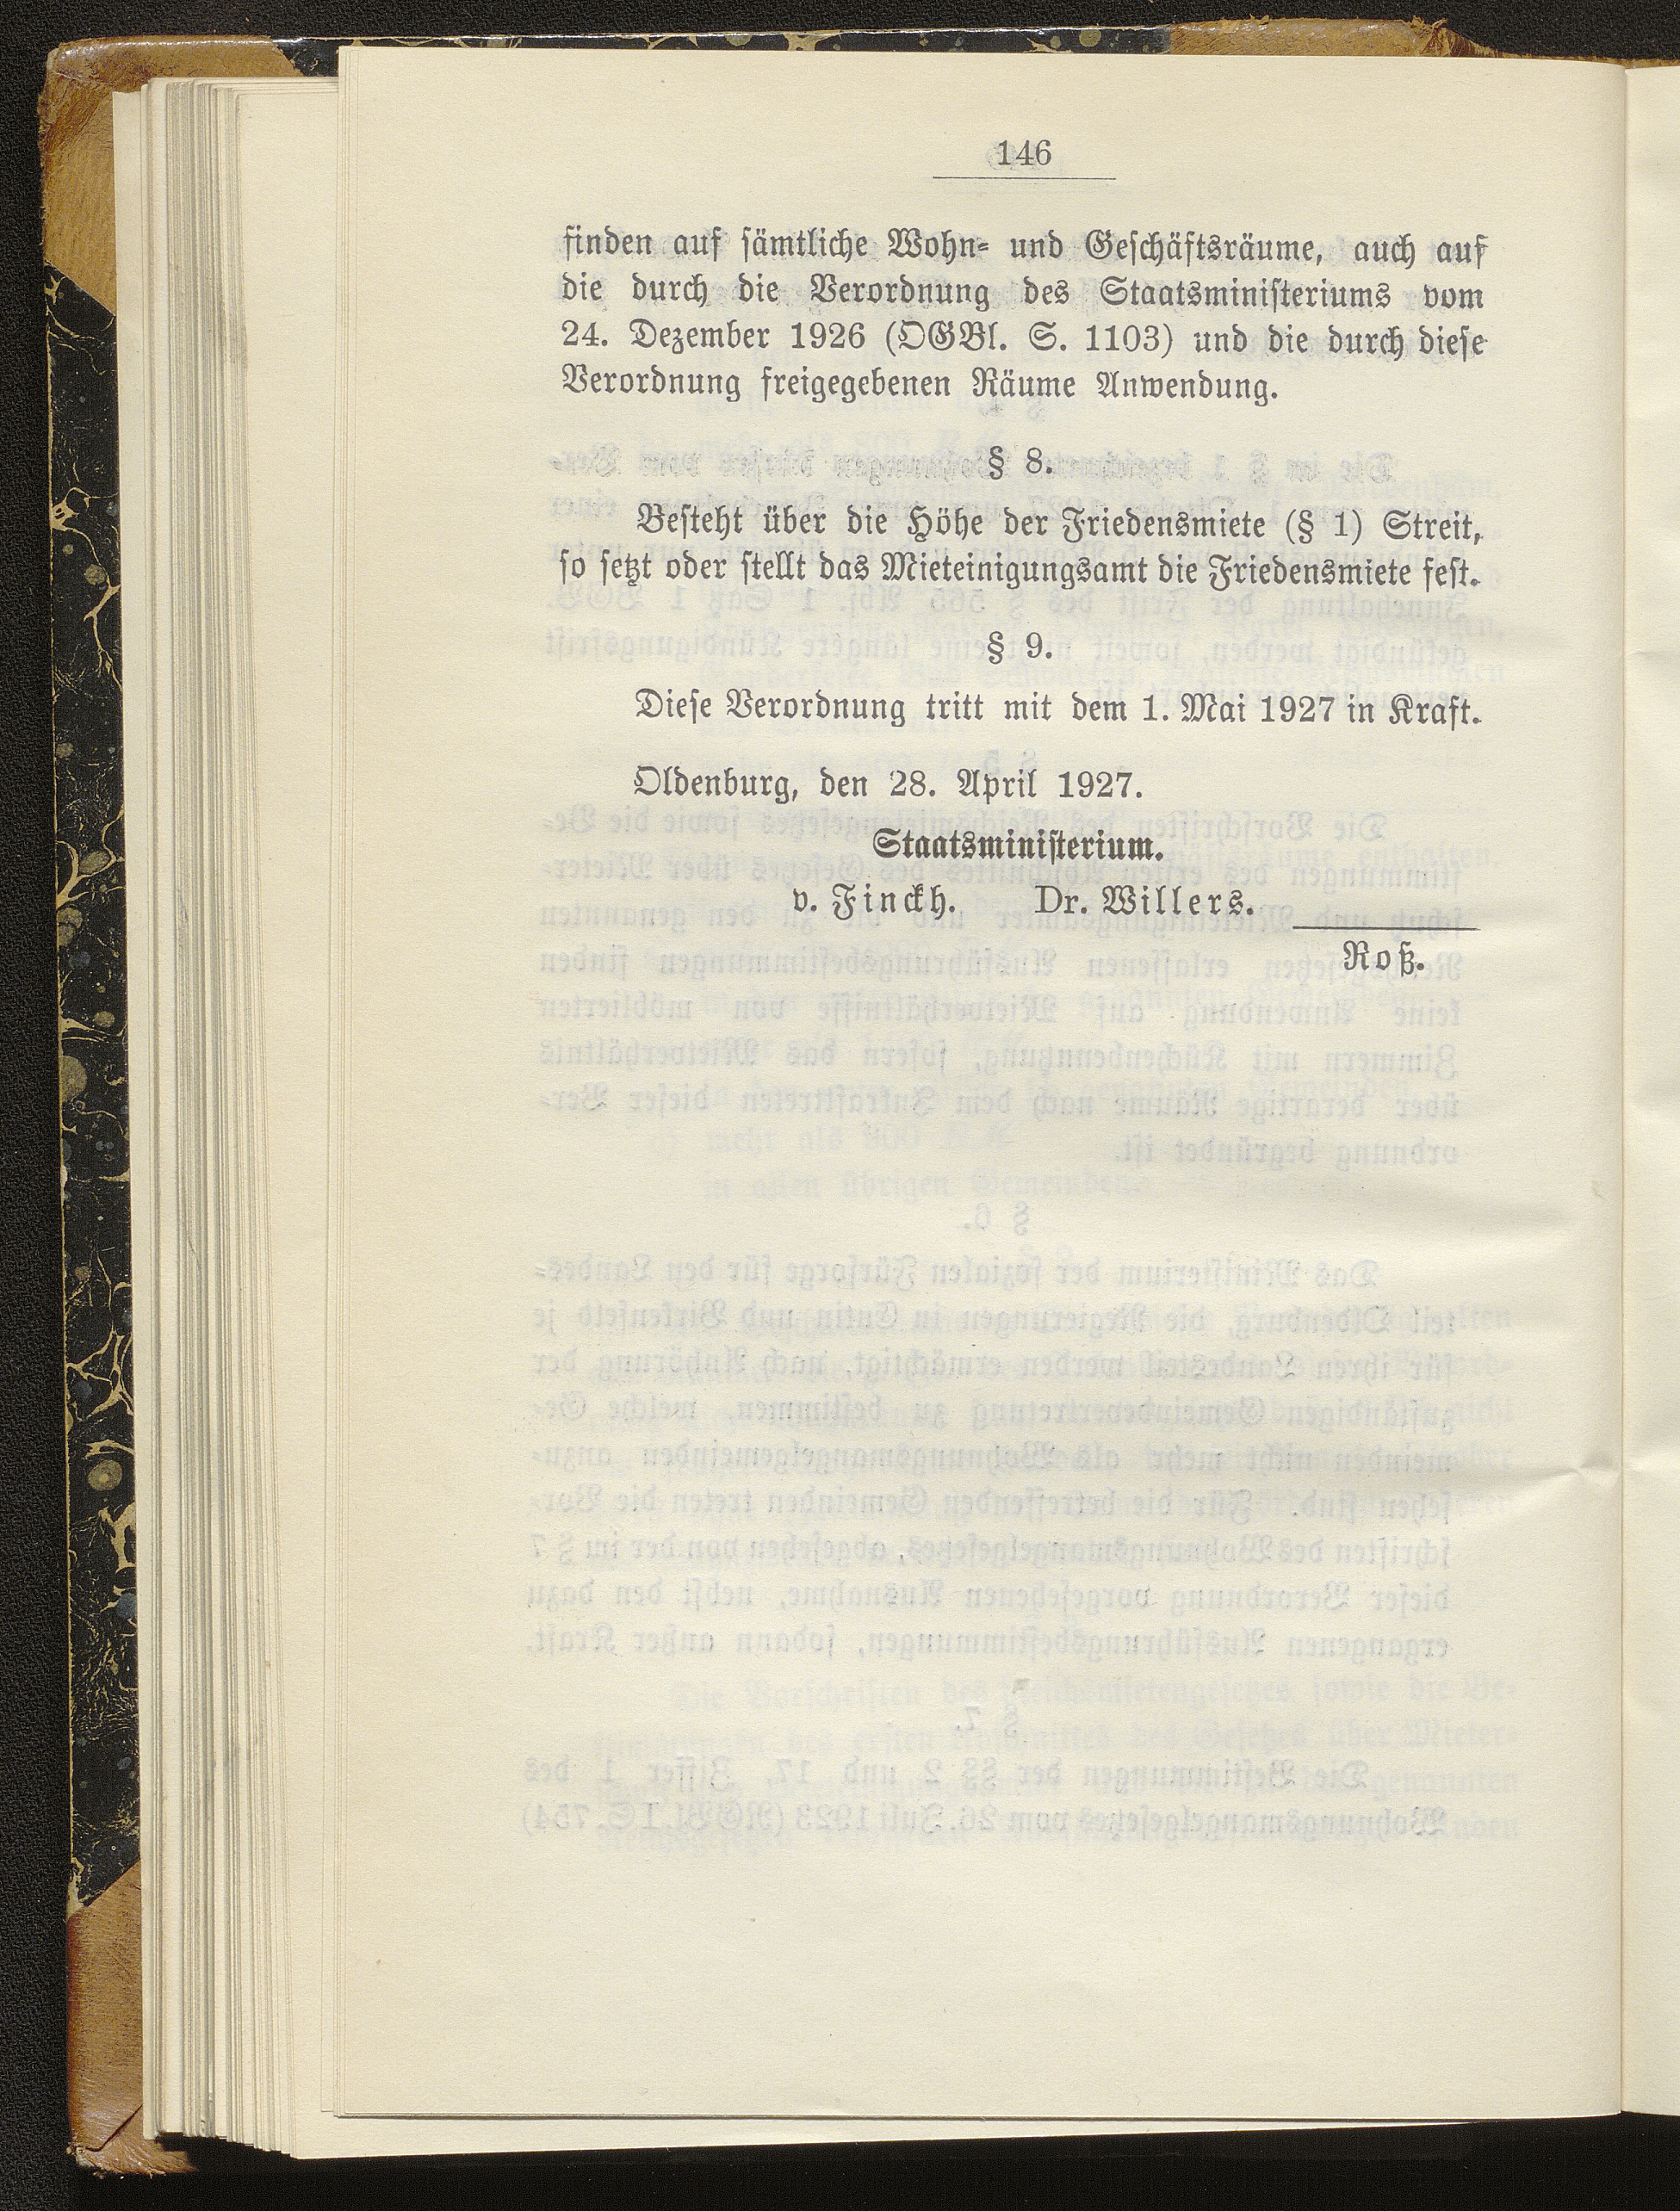 146
finden auf sämtliche Wohn- und Geschäftsräume, auch auf
die durch die Verordnung des Staatsministeriums vom
24. Dezember 1926 (OGBl. S. 1103) und die durch diese
Verordnung freigegebenen Räume Anwendung.
§ 8.
Besteht über die Höhe der Friedensmiete (§ 1) Streit,
so setzt oder stellt das Mieteinigungsamt die Friedensmiete fest.
§ 9.
Diese Verordnung tritt mit dem 1. Mai 1927 in Kraft.
Oldenburg, den 28. April 1927.
Staatsministerium.
v. Finckh. Dr. Willers.
Roß.